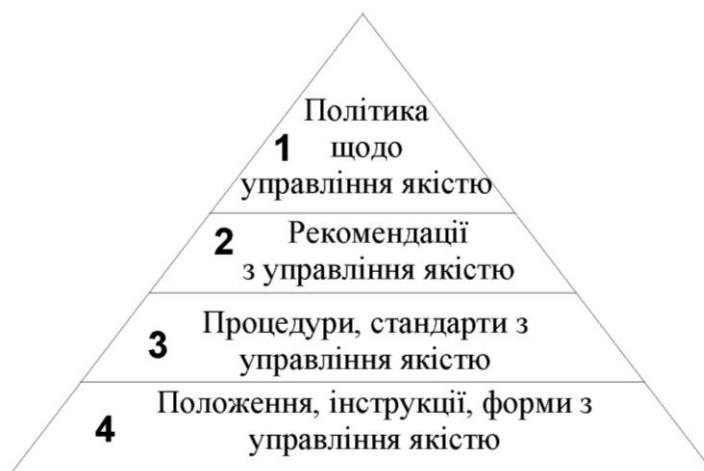 Політика
1 щодо
управління якістю
2 Рекомендації
з управління якістю
3 Процедури, стандарти з
управління якістю
4 Положення, інструкції, форми з
управління якістю